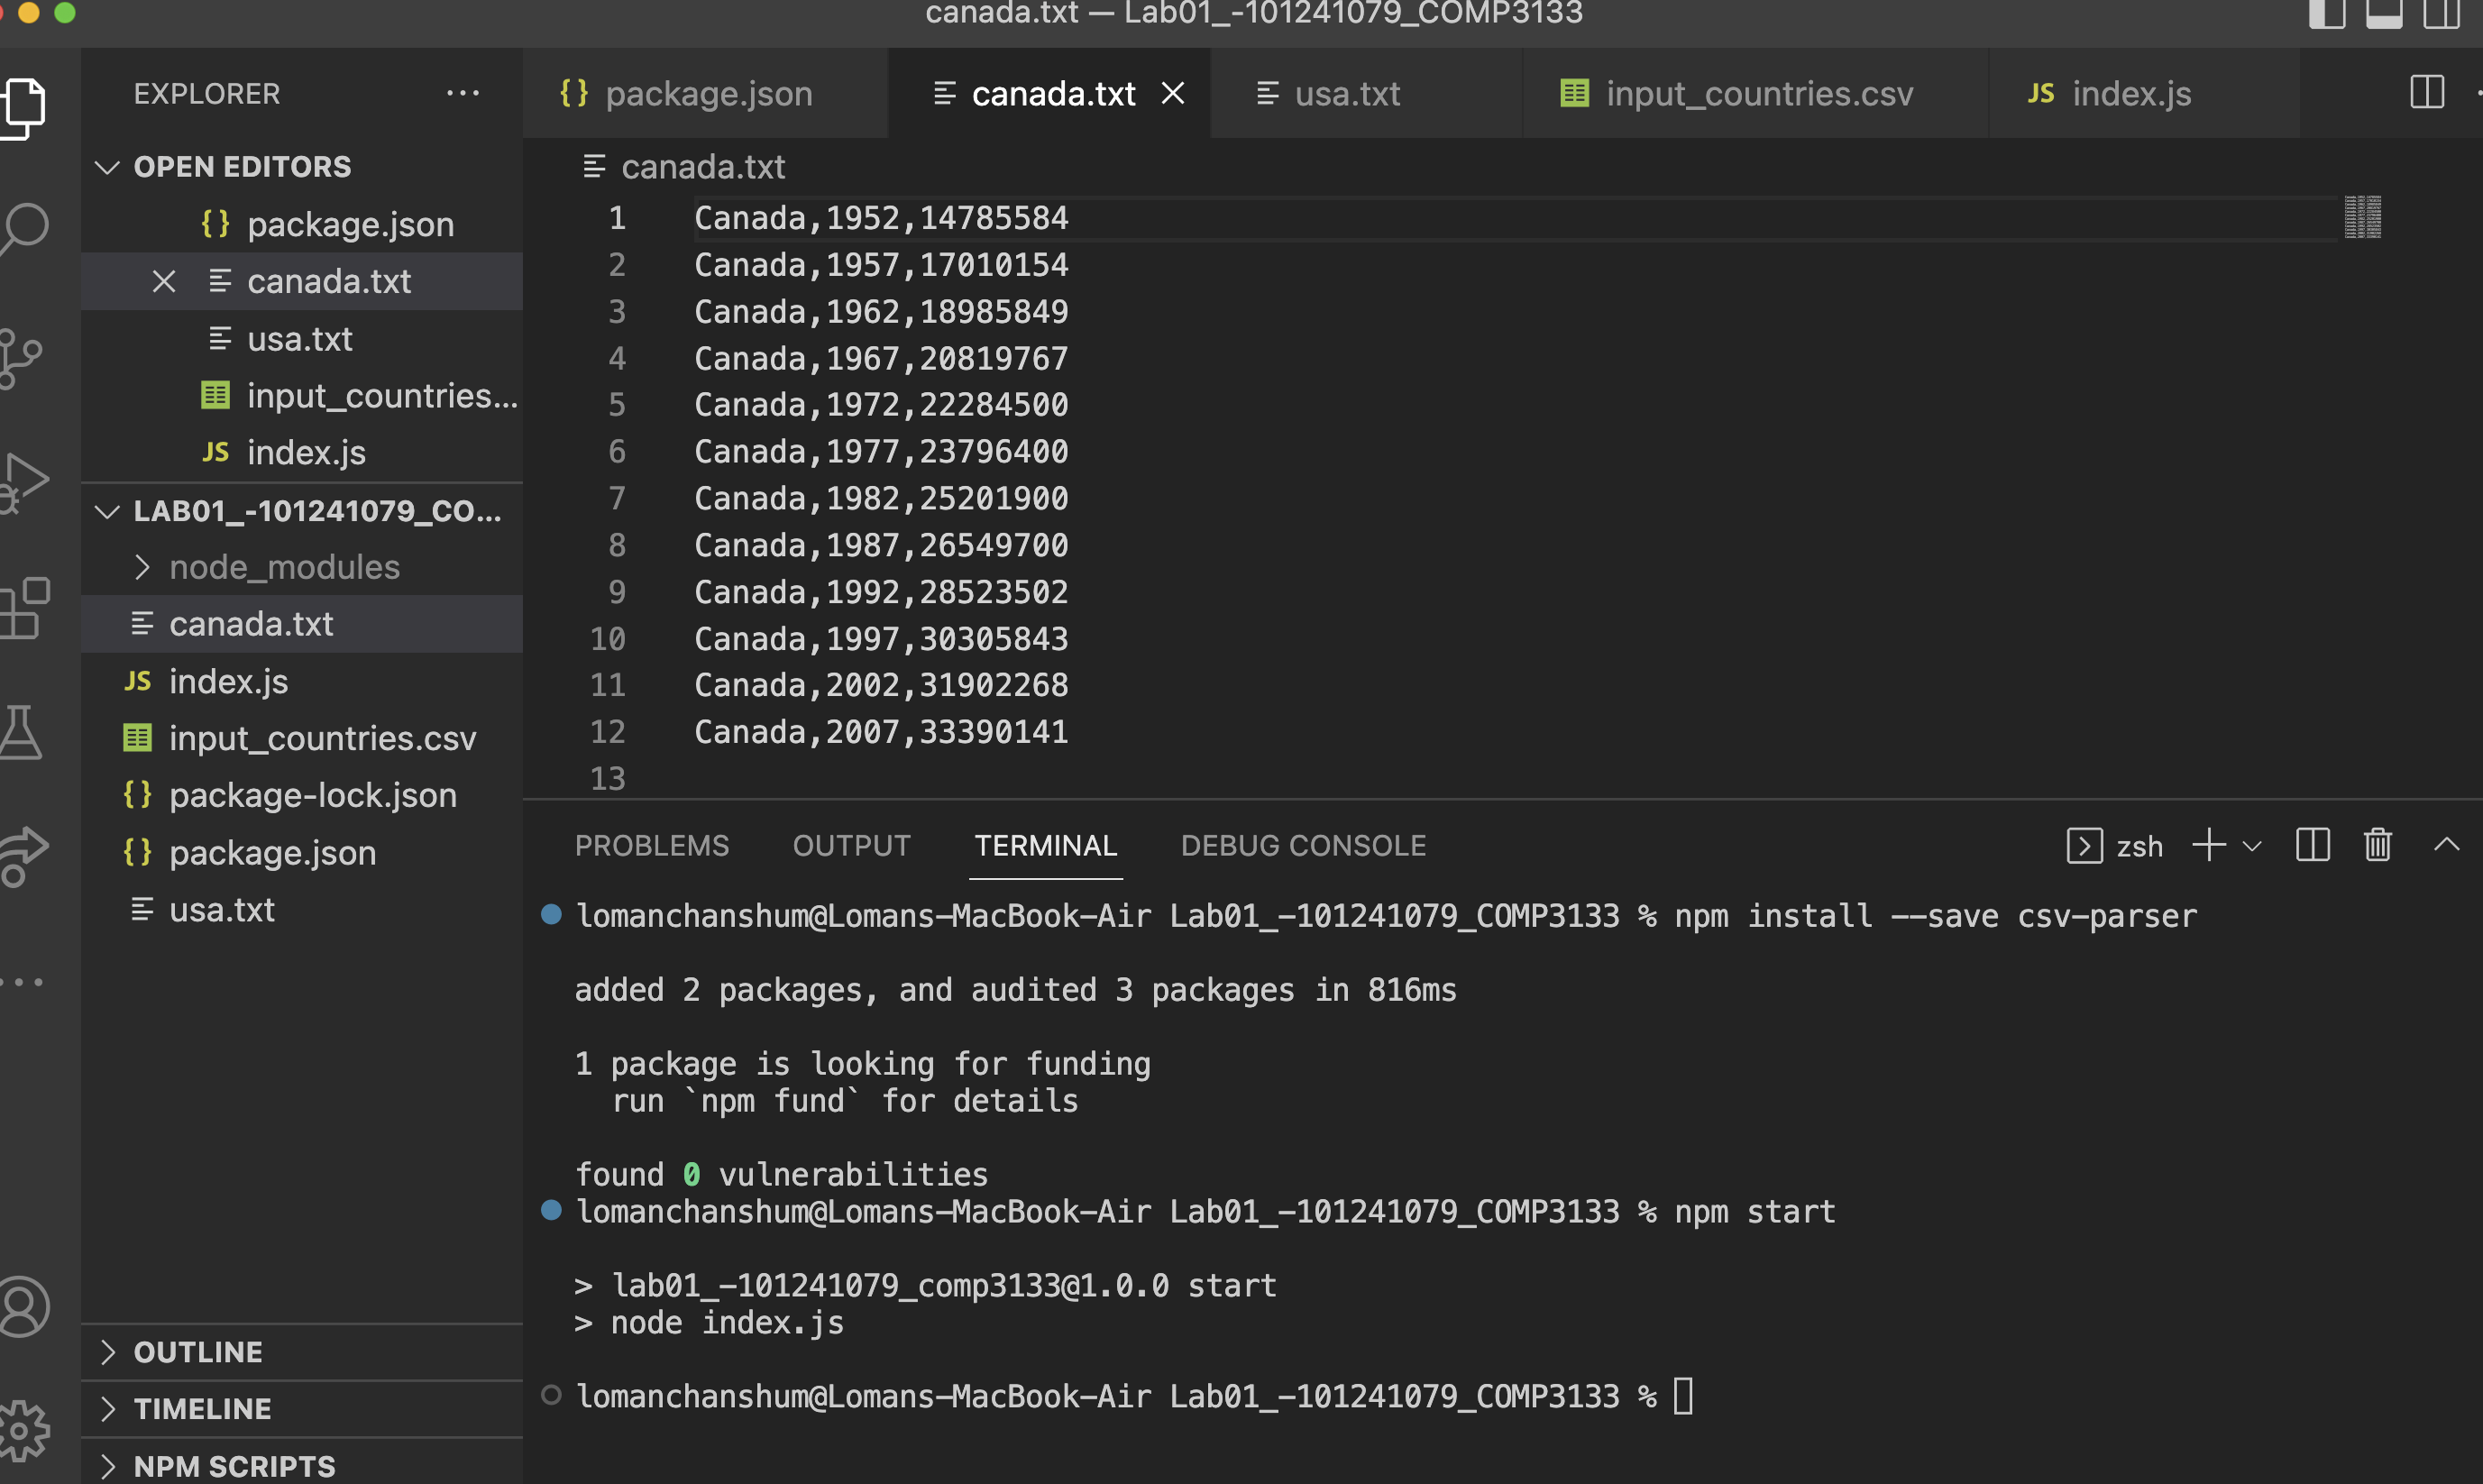 canada.txt — Lab01_-101241079_COMP3133
EXPLORER
OPEN EDITORS
package.json
canada.txt
usa.txt
input_countries...
JS index.js
LAB01_-101241079_CO...
node_modules
canada.txt
JS index.js
input_countries.csv
{} package-lock.json
{} package.json
usa.txt
OUTLINE
TIMELINE
NPM SCRIPTS
{} package.json canada.txt usa.txt input_countries.csv JS index.js
canada.txt
1 Canada,1952,14785584
2 Canada,1957,17010154
3 Canada,1962,18985849
4 Canada,1967,20819767
5 Canada,1972,22284500
6 Canada,1977,23796400
7 Canada,1982,25201900
8 Canada,1987,26549700
9 Canada,1992,28523502
10 Canada,1997,30305843
11 Canada,2002,31902268
12 Canada,2007,33390141
13
PROBLEMS OUTPUT TERMINAL DEBUG CONSOLE zsh
lomanchanshum@Lomans-MacBook-Air Lab01_-101241079_COMP3133 % npm install --save csv-parser
added 2 packages, and audited 3 packages in 816ms
1 package is looking for funding
run `npm fund` for details
found 0 vulnerabilities
lomanchanshum@Lomans-MacBook-Air Lab01_-101241079_COMP3133 % npm start
> lab01_-101241079_comp3133@1.0.0 start
> node index.js
lomanchanshum@Lomans-MacBook-Air Lab01_-101241079_COMP3133 %